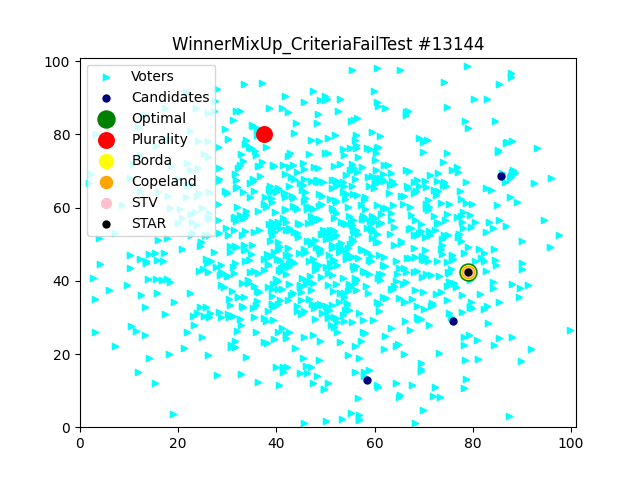 WinnerMixUp_CriteriaFailTest #13144
100
80
60
40
20
0
Voters
Candidates
Optimal
Plurality
Borda
Copeland
STV
STAR
0 20 40 60 80 100